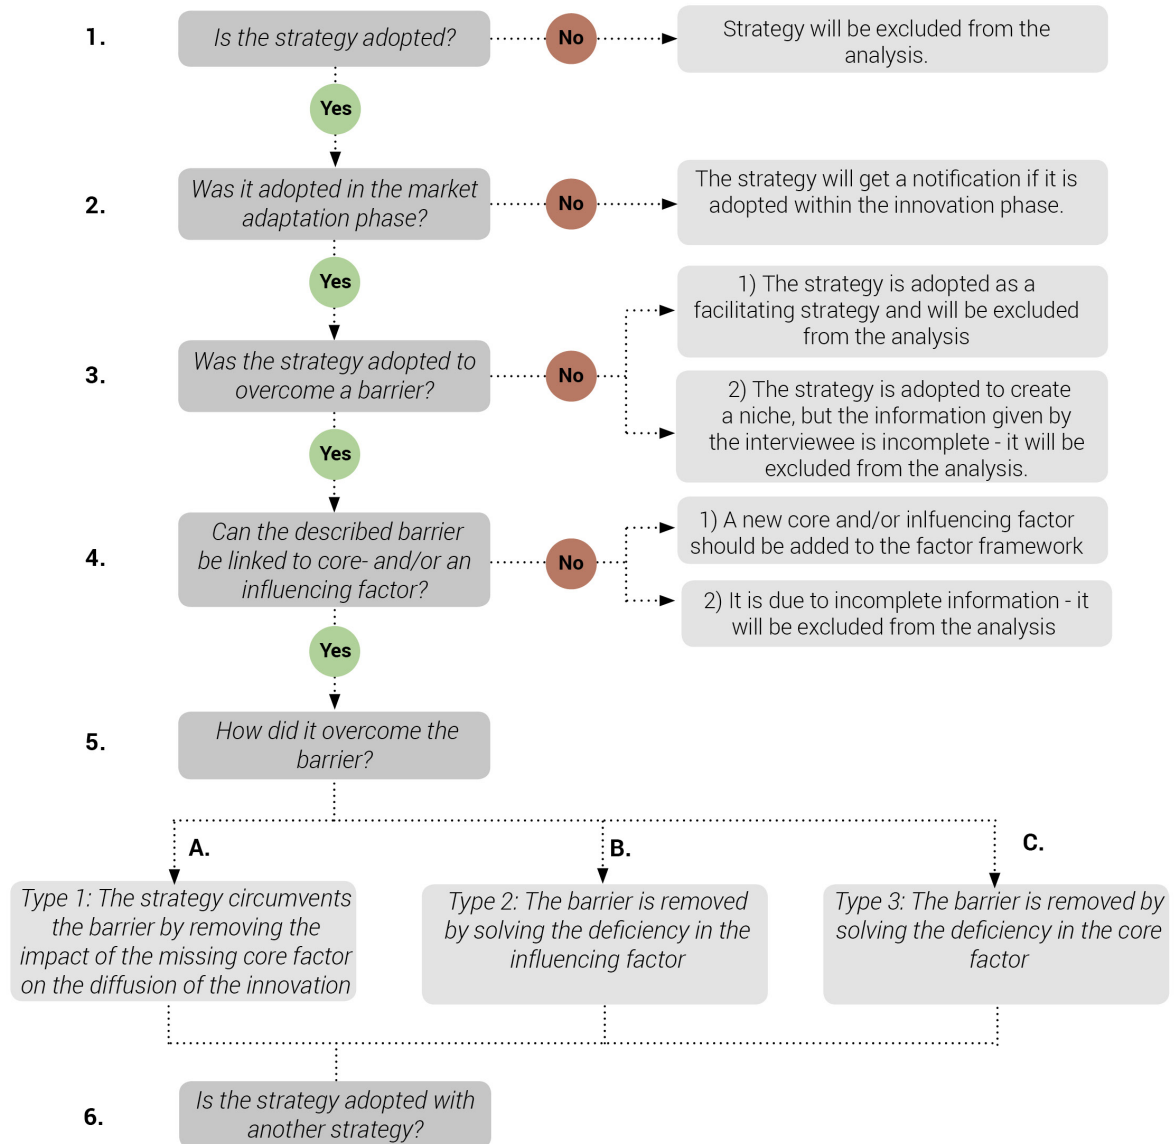 1.
Is the strategy adopted?
No
Strategy will be excluded from the
analysis.
Yes
2.
Was it adopted in the market
adaptation phase?
No
The strategy will get a notification if it is
adopted within the innovation phase.
Yes
3.
Was the strategy adopted to
overcome a barrier?
No
1) The strategy is adopted as a
facilitating strategy and will be excluded
from the analysis
2) The strategy is adopted to create
a niche, but the information given by
the interviewee is incomplete - it will be
excluded from the analysis.
Yes
4.
Can the described barrier
be linked to core- and/or an
influencing factor?
No
1) A new core and/or inlfuencing factor
should be added to the factor framework
2) It is due to incomplete information - it
will be excluded from the analysis
Yes
5.
How did it overcome the
barrier?
A.
Type 1: The strategy circumvents
the barrier by removing the
impact of the missing core factor
on the diffusion of the innovation
B.
Type 2: The barrier is removed
by solving the deficiency in the
influencing factor
C.
Type 3: The barrier is removed by
solving the deficiency in the core
factor
6.
Is the strategy adopted with
another strategy?